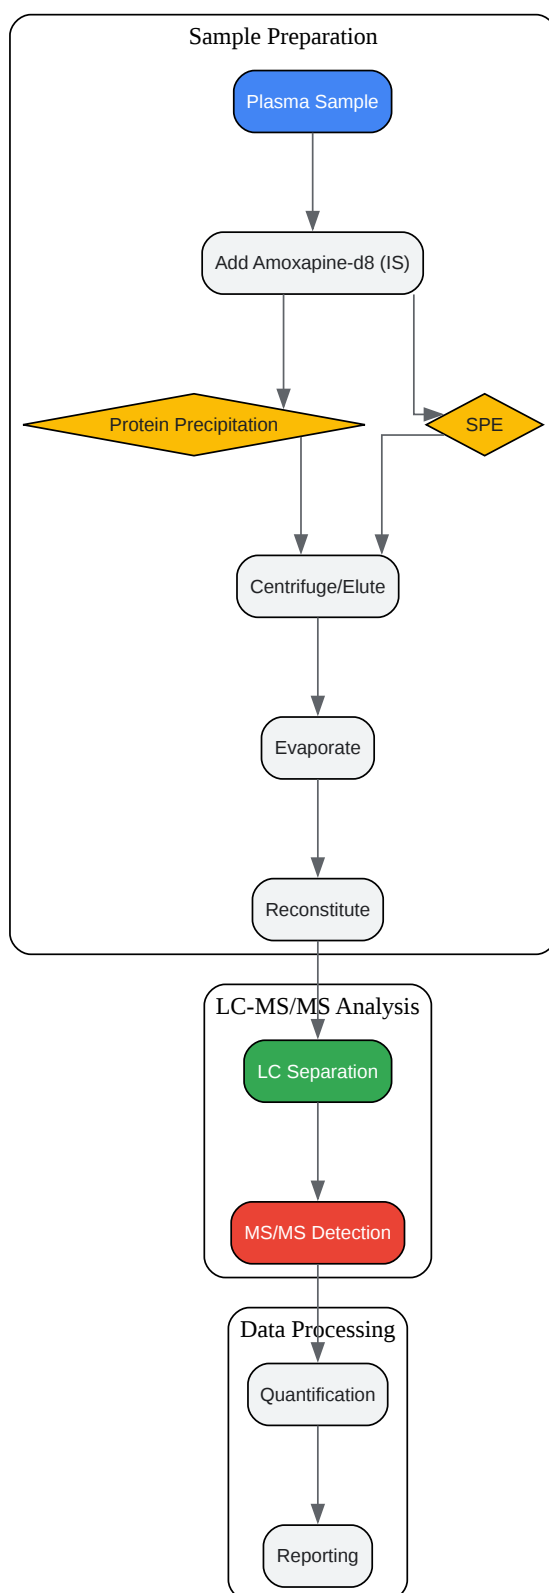 Sample Preparation
Plasma Sample
Add Amoxapine-d8 (IS)
Protein Precipitation
SPE
Centrifuge/Elute
Evaporate
Reconstitute
LC-MS/MS Analysis
LC Separation
MS/MS Detection
Data Processing
Quantification
Reporting